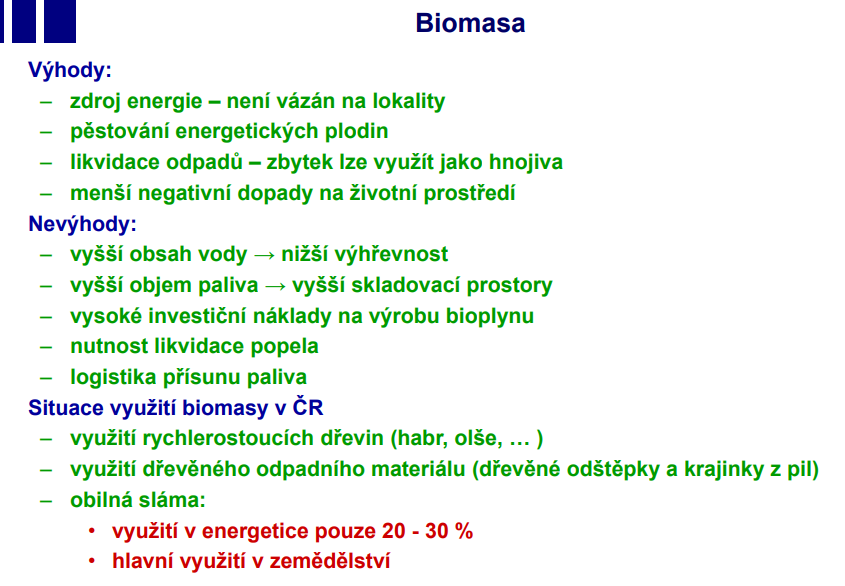 Biomasa
Výhody:
– zdroj energie – není vázán na lokality
– pěstování energetických plodin
– likvidace odpadů – zbytek lze využít jako hnojiva
– menší negativní dopady na životní prostředí
Nevýhody:
– vyšší obsah vody → nižší výhřevnost
– vyšší objem paliva → vyšší skladovací prostory
– vysoké investiční náklady na výrobu bioplynu
– nutnost likvidace popela
– logistika přísunu paliva
Situace využití biomasy v ČR
– využití rychlerostoucích dřevin (habr, olše, … )
– využití dřevěného odpadního materiálu (dřevěné odštěpky a krajinky z pil)
– obilná sláma:
• využití v energetice pouze 20 - 30 %
• hlavní využití v zemědělství